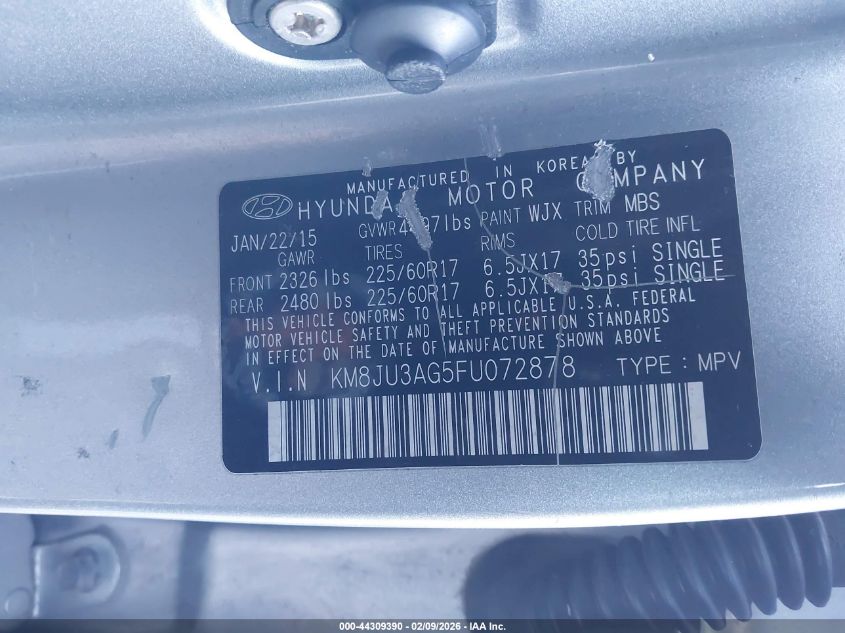 MANUFACTURED IN KOREA BY
HYUNDAI MOTOR COMPANY
JAN/22/15 GVWR lbs PAINT WJX TRIM MBS
GAWR TIRES RIMS COLD TIRE INFL
FRONT 2326 lbs 225/60R17 6.5JX17 35psi SINGLE
REAR 2480 lbs 225/60R17 6.5JX17 35psi SINGLE
THIS VEHICLE CONFORMS TO ALL APPLICABLE U.S.A. FEDERAL
MOTOR VEHICLE SAFETY AND THEFT PREVENTION STANDARDS
IN EFFECT ON THE DATE OF MANUFACTURE SHOWN ABOVE
V.I.N KM8JU3AG5FU072878 TYPE : MPV
000-44309390 - 02/09/2026 - IAA Inc.